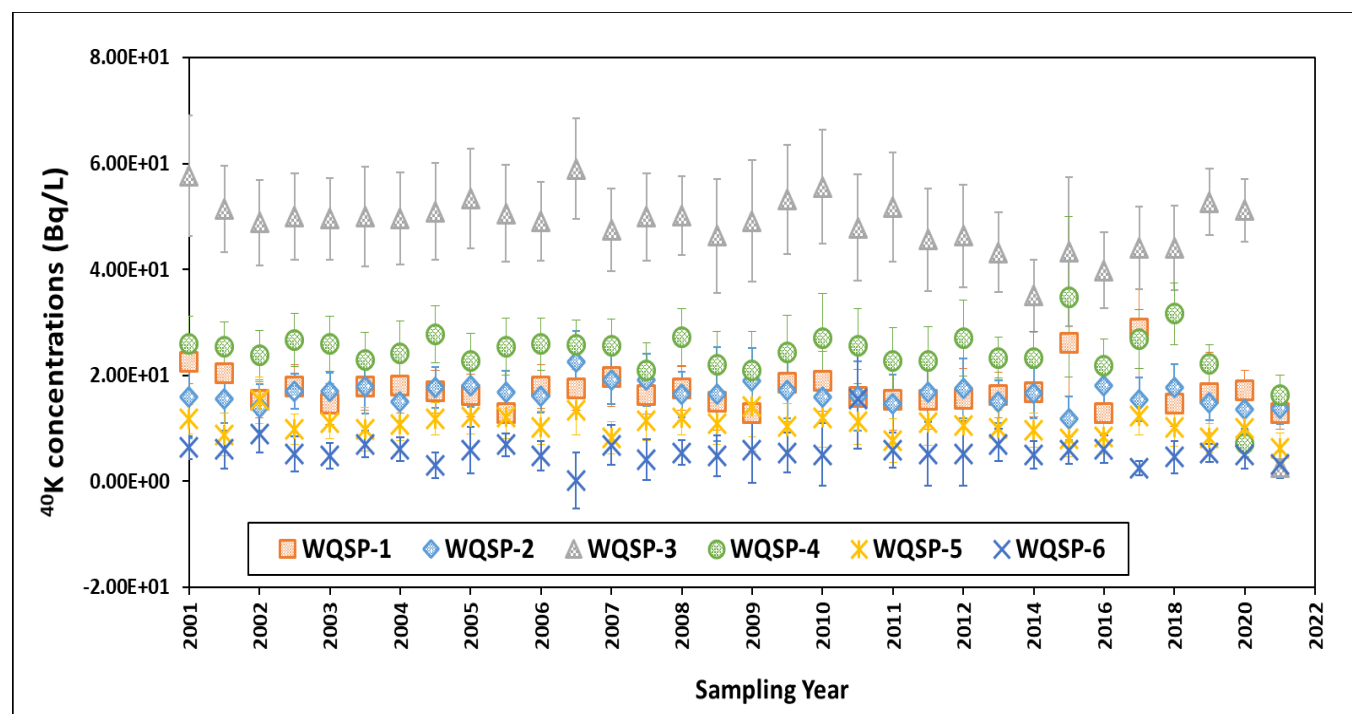 ⁴⁰K concentrations (Bq/L)
8.00E+01
6.00E+01
4.00E+01
2.00E+01
0.00E+00
-2.00E+01
WQSP-1 WQSP-2 WQSP-3 WQSP-4 WQSP-5 WQSP-6
2001 2002 2003 2004 2005 2006 2007 2008 2009 2010 2011 2012 2014 2016 2018 2020 2022
Sampling Year